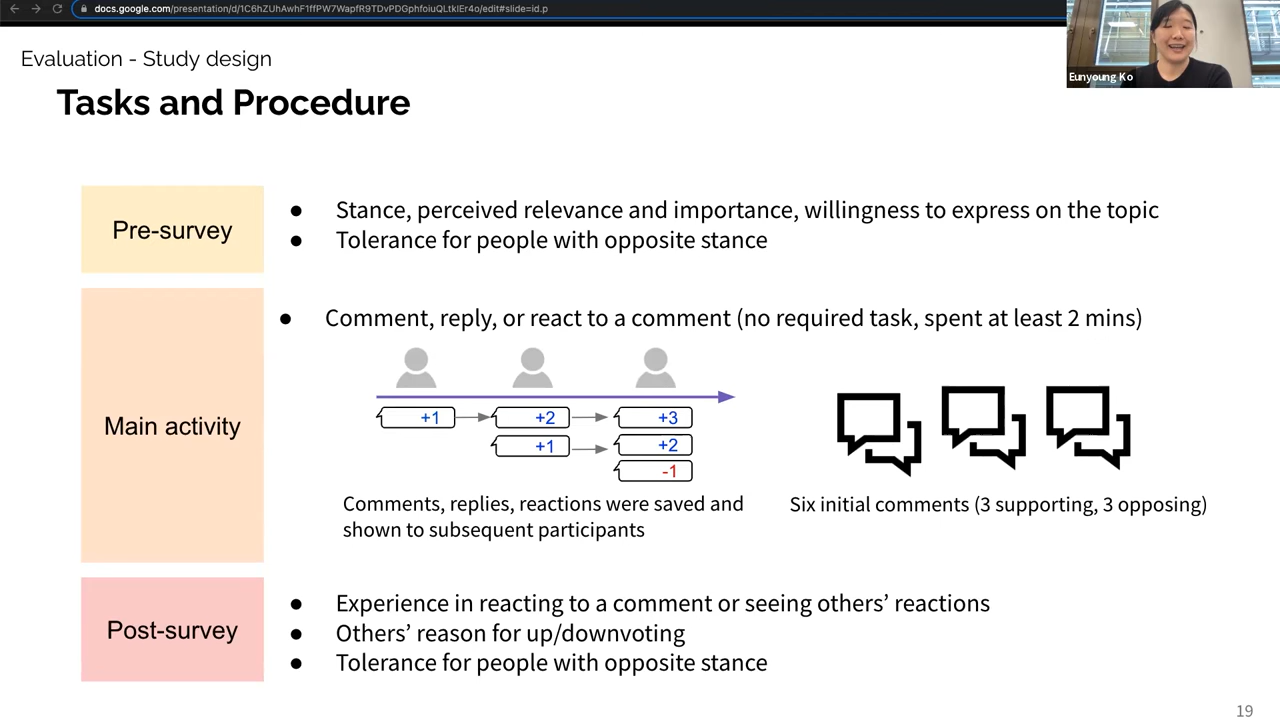 docs.google.com/presentation/d/1C6hZUhAwhF1ffPW7WapfR9TDvPDGphfoiuQLtkIEr4o/edit#slide=id.p
Eunyoung Ko
Evaluation - Study design
Tasks and Procedure
Pre-survey
● Stance, perceived relevance and importance, willingness to express on the topic
● Tolerance for people with opposite stance
Main activity
● Comment, reply, or react to a comment (no required task, spent at least 2 mins)
+1 +2 +3
+1 +2
-1
Comments, replies, reactions were saved and
shown to subsequent participants
Six initial comments (3 supporting, 3 opposing)
Post-survey
● Experience in reacting to a comment or seeing others’ reactions
● Others’ reason for up/downvoting
● Tolerance for people with opposite stance
19